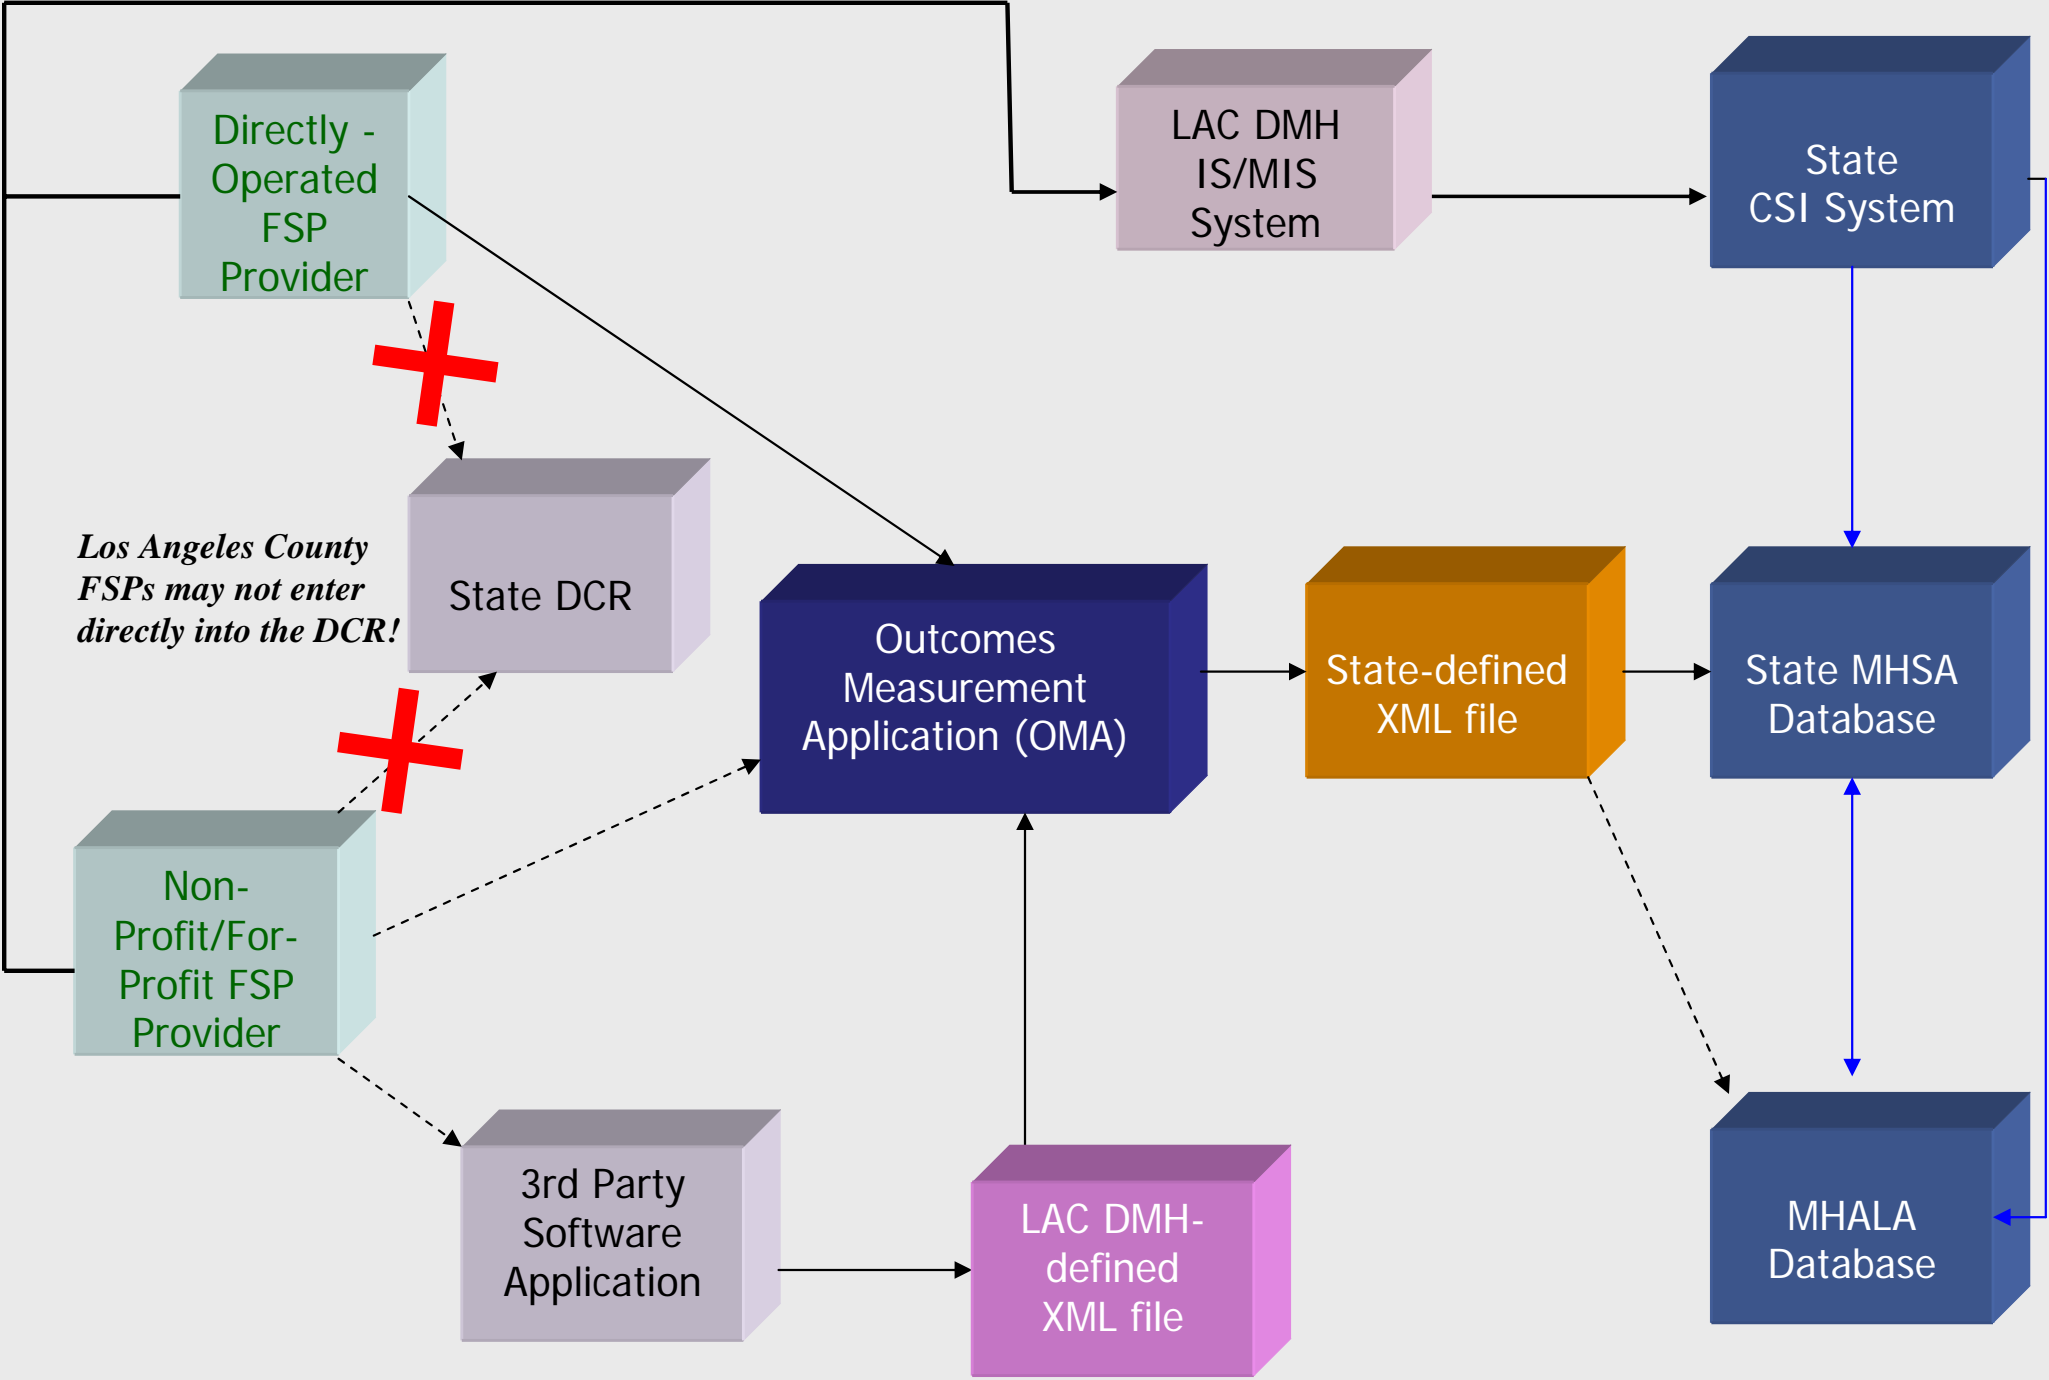 Directly -
Operated
FSP
Provider
LAC DMH
IS/MIS
System
State
CSI System
Los Angeles County
FSPs may not enter
directly into the DCR!
State DCR
Outcomes
Measurement
Application (OMA)
State-defined
XML file
State MHSA
Database
Non-
Profit/For-
Profit FSP
Provider
3rd Party
Software
Application
LAC DMH-
defined
XML file
MHALA
Database